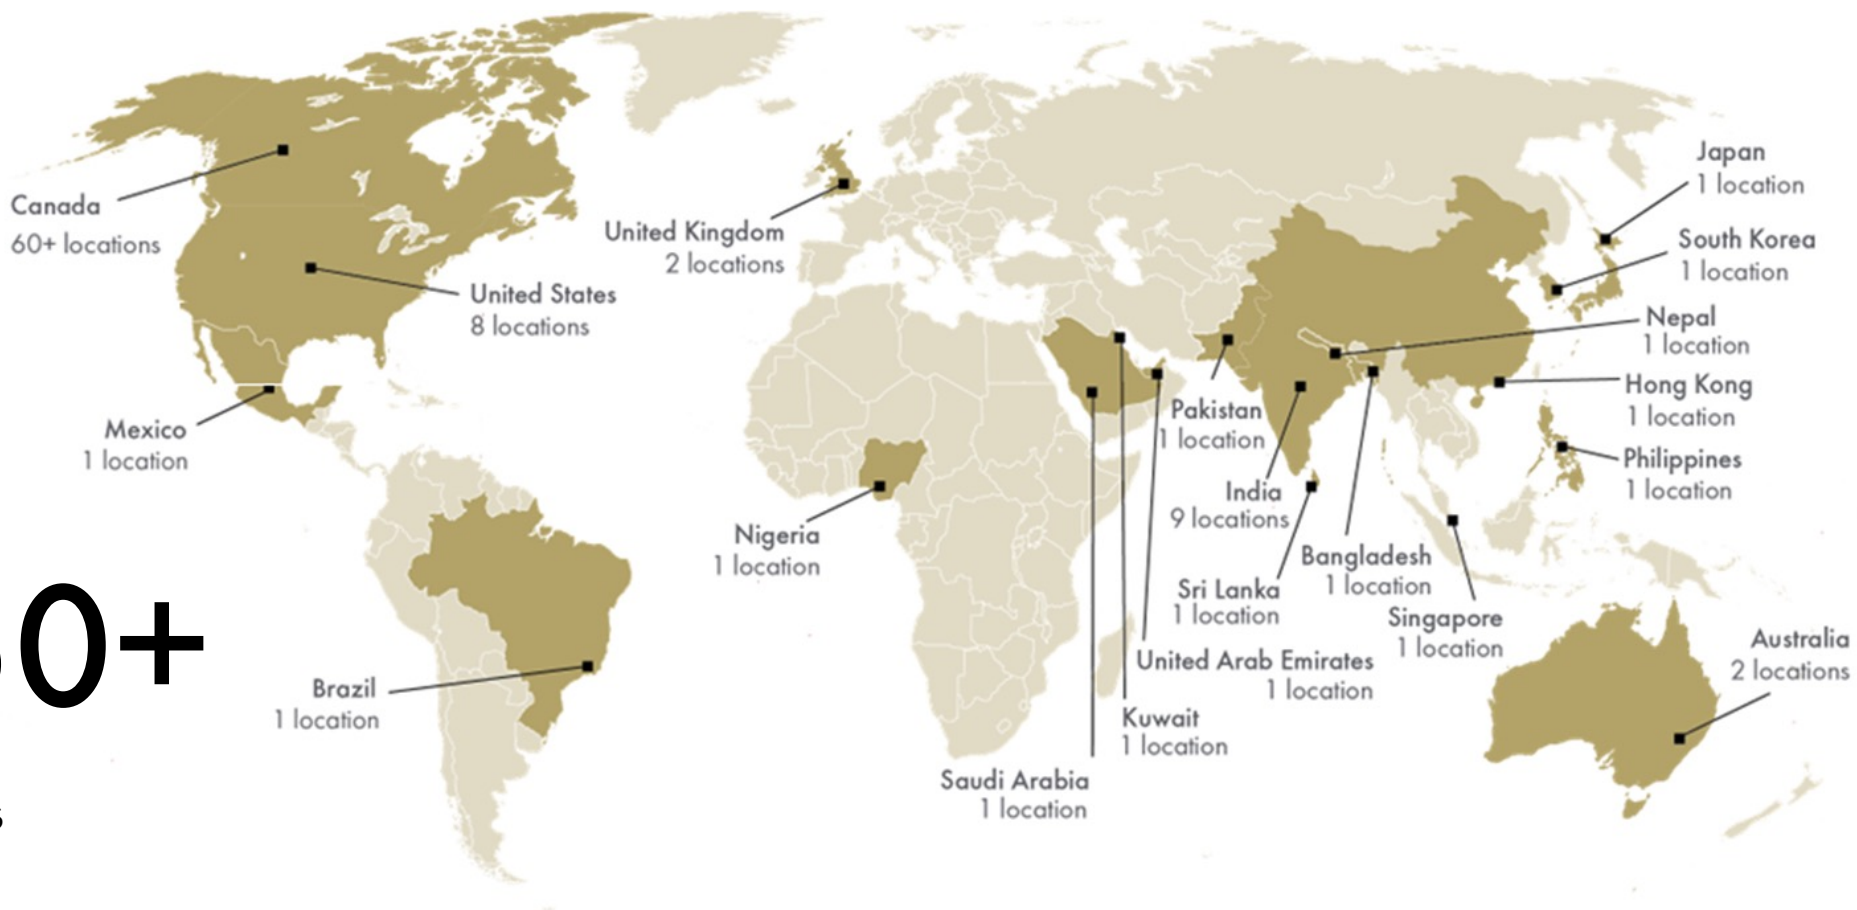 Canada
60+ locations
United States
8 locations
Mexico
1 location
Brazil
1 location
United Kingdom
2 locations
Nigeria
1 location
Saudi Arabia
1 location
Kuwait
1 location
United Arab Emirates
1 location
Pakistan
1 location
India
9 locations
Sri Lanka
1 location
Bangladesh
1 location
Singapore
1 location
Japan
1 location
South Korea
1 location
Nepal
1 location
Hong Kong
1 location
Philippines
1 location
Australia
2 locations
0+